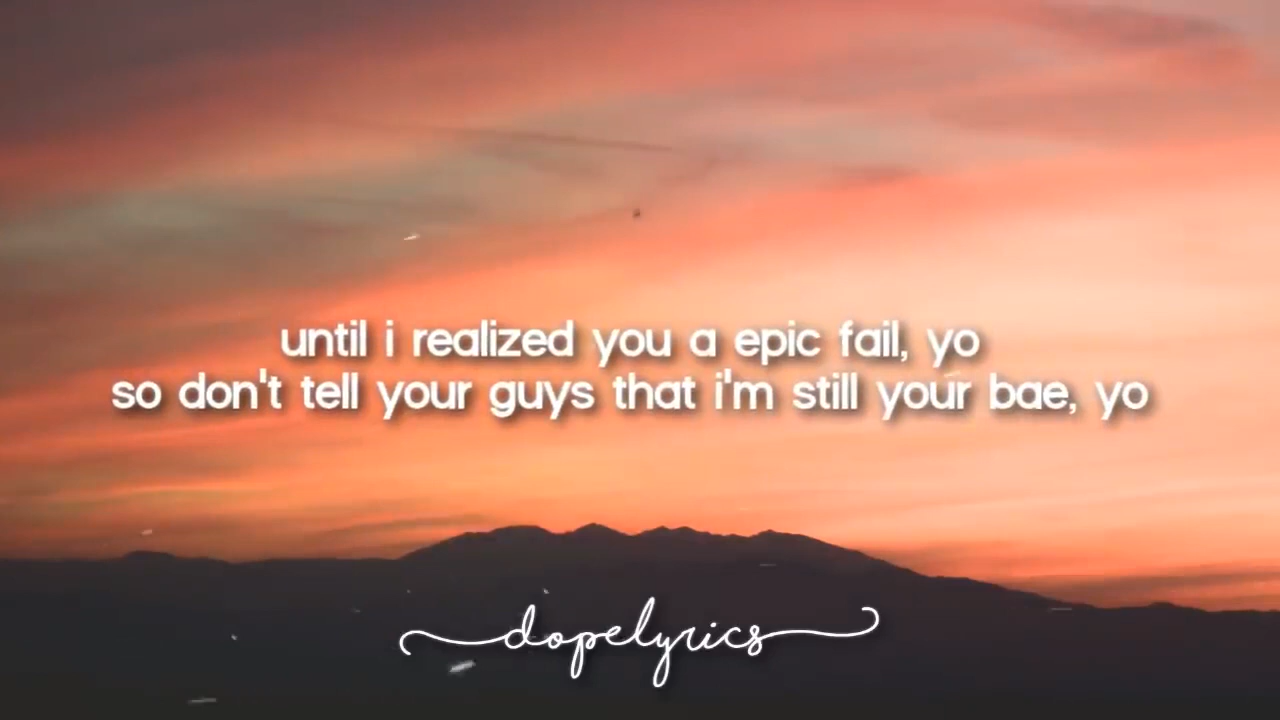 until i realized you a epic fail, yo
so don't tell your guys that i'm still your bae, yo
dopelyrics